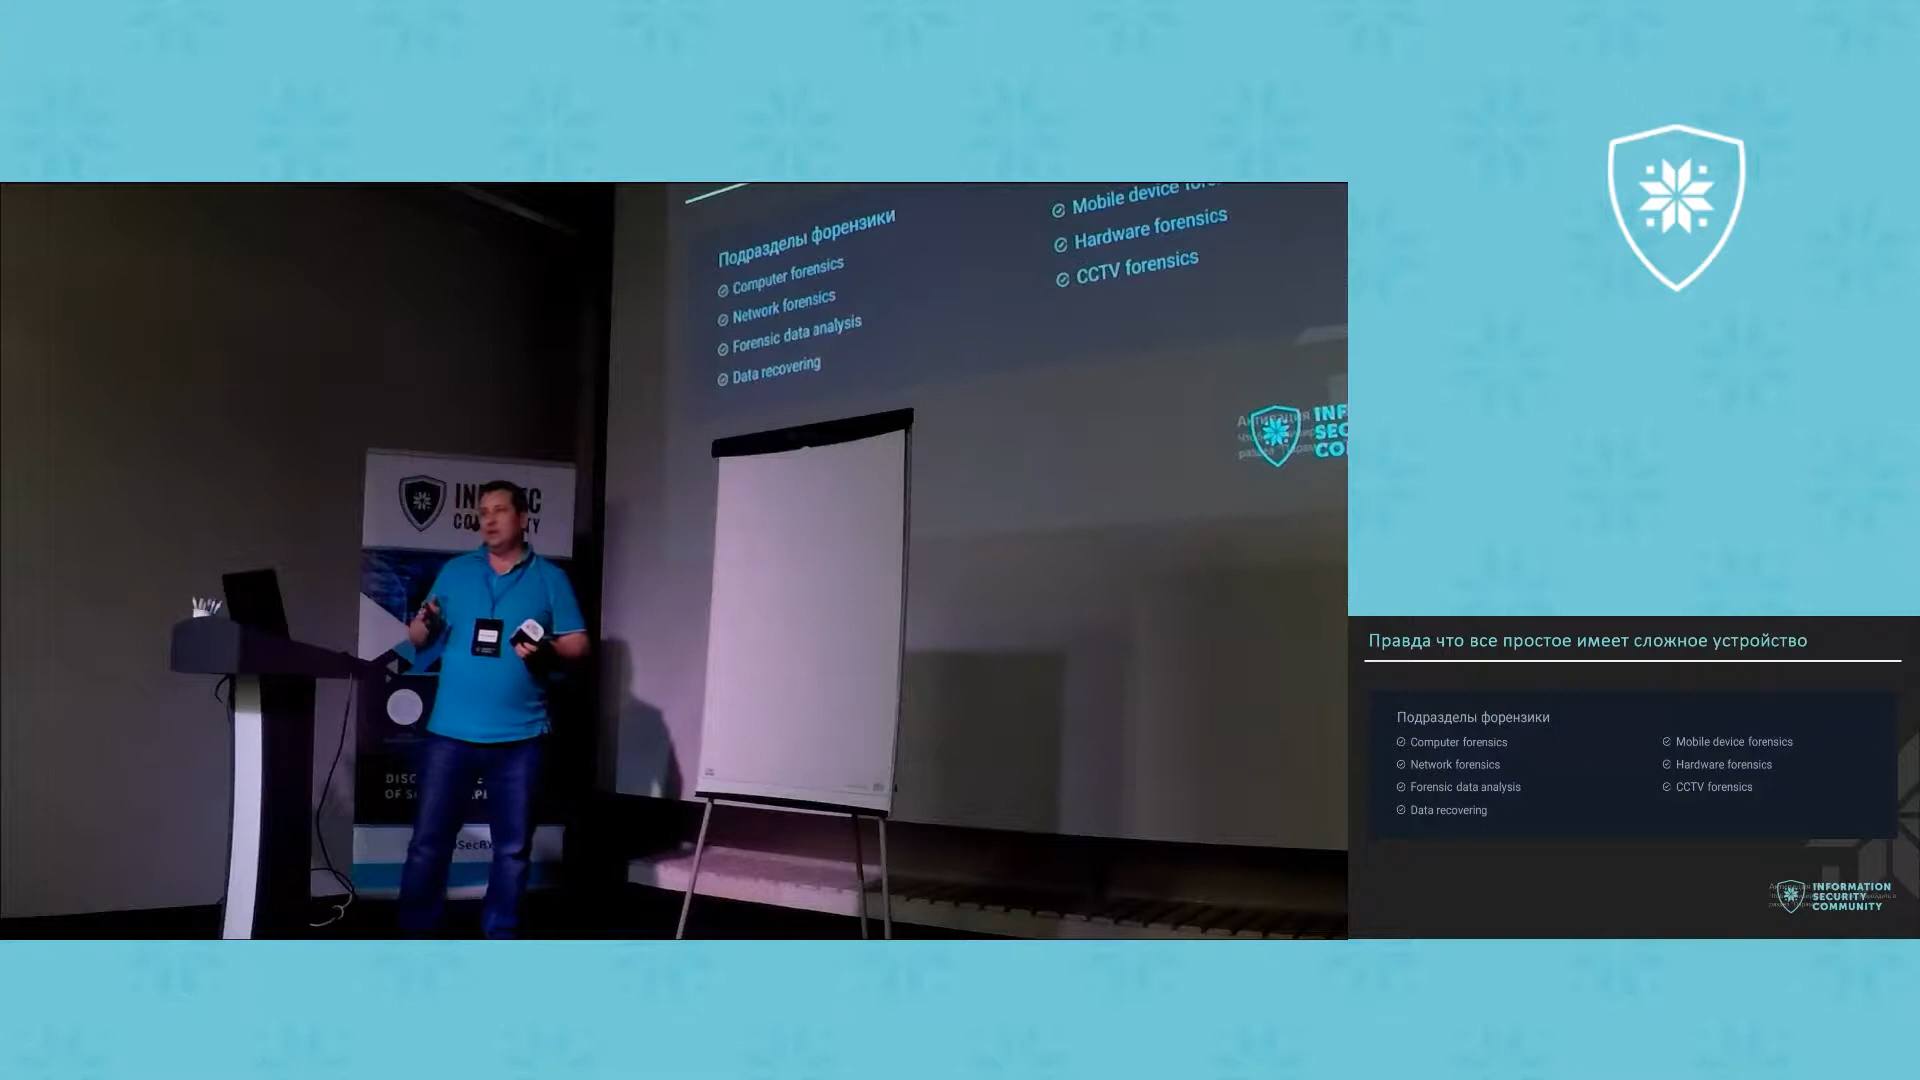 Подразделы форензики
Computer forensics
Network forensics
Forensic data analysis
Data recovering
Mobile device
Hardware forensics
CCTV forensics
Правда что все простое имеет сложное устройство
Подразделы форензики
Computer forensics
Network forensics
Forensic data analysis
Data recovering
Mobile device forensics
Hardware forensics
CCTV forensics
INFORMATION
SECURITY
COMMUNITY